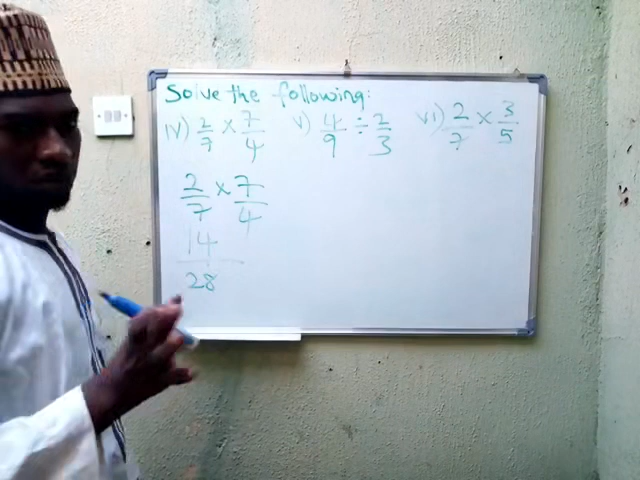 Solve the following:
iv) 2/7 × 7/4 v) 4/9 ÷ 2/3 vi) 2/7 × 3/5
2/7 × 7/4
14/28